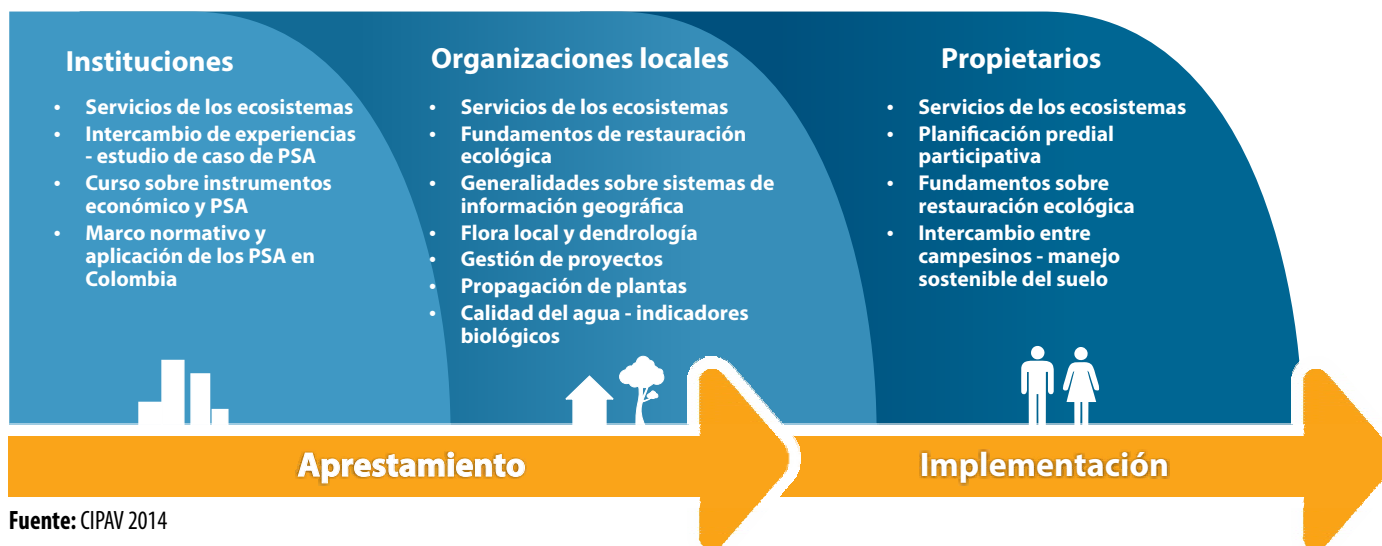 Instituciones
• Servicios de los ecosistemas
• Intercambio de experiencias
- estudio de caso de PSA
• Curso sobre instrumentos
económico y PSA
• Marco normativo y
aplicación de los PSA en
Colombia
Organizaciones locales
• Servicios de los ecosistemas
• Fundamentos de restauración
ecológica
• Generalidades sobre sistemas de
información geográfica
• Flora local y dendrología
• Gestión de proyectos
• Propagación de plantas
• Calidad del agua - indicadores
biológicos
Propietarios
• Servicios de los ecosistemas
• Planificación predial
participativa
• Fundamentos sobre
restauración ecológica
• Intercambio entre
campesinos - manejo
sostenible del suelo
Aprestamiento
Implementación
Fuente: CIPAV 2014